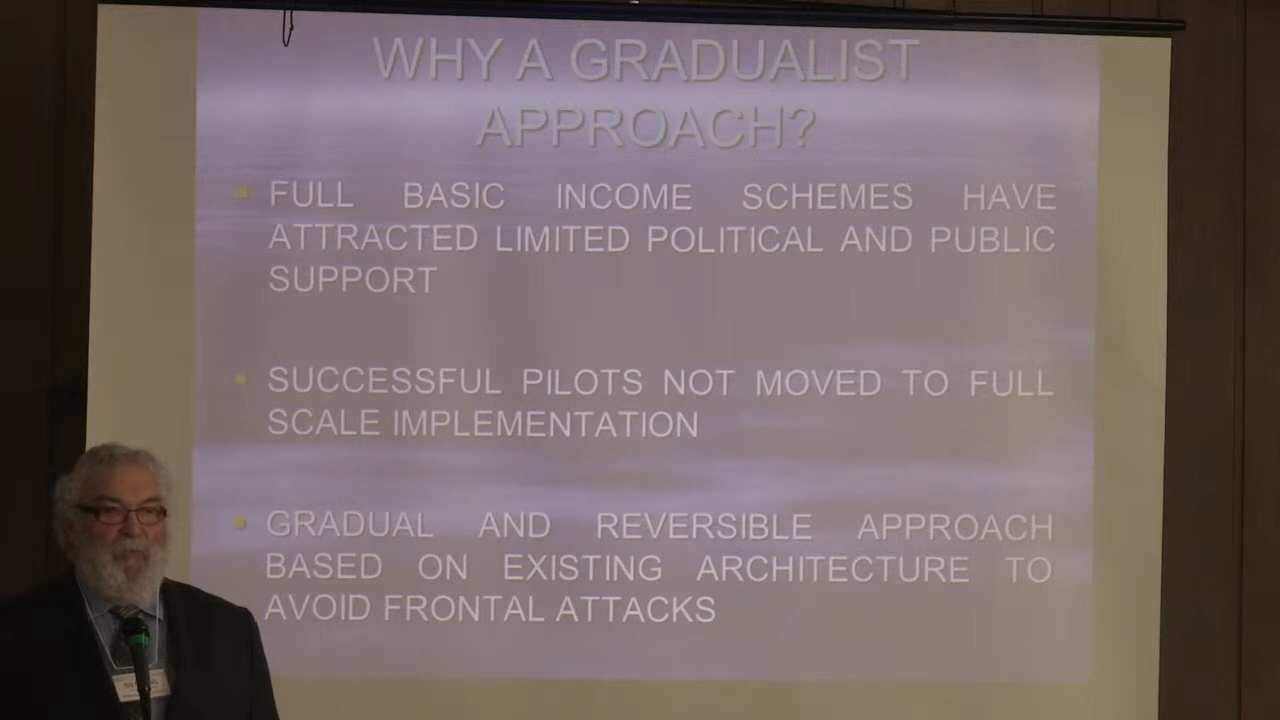 WHY A GRADUALIST
APPROACH?
FULL BASIC INCOME SCHEMES HAVE
ATTRACTED LIMITED POLITICAL AND PUBLIC
SUPPORT
SUCCESSFUL PILOTS NOT MOVED TO FULL
SCALE IMPLEMENTATION
GRADUAL AND REVERSIBLE APPROACH
BASED ON EXISTING ARCHITECTURE TO
AVOID FRONTAL ATTACKS